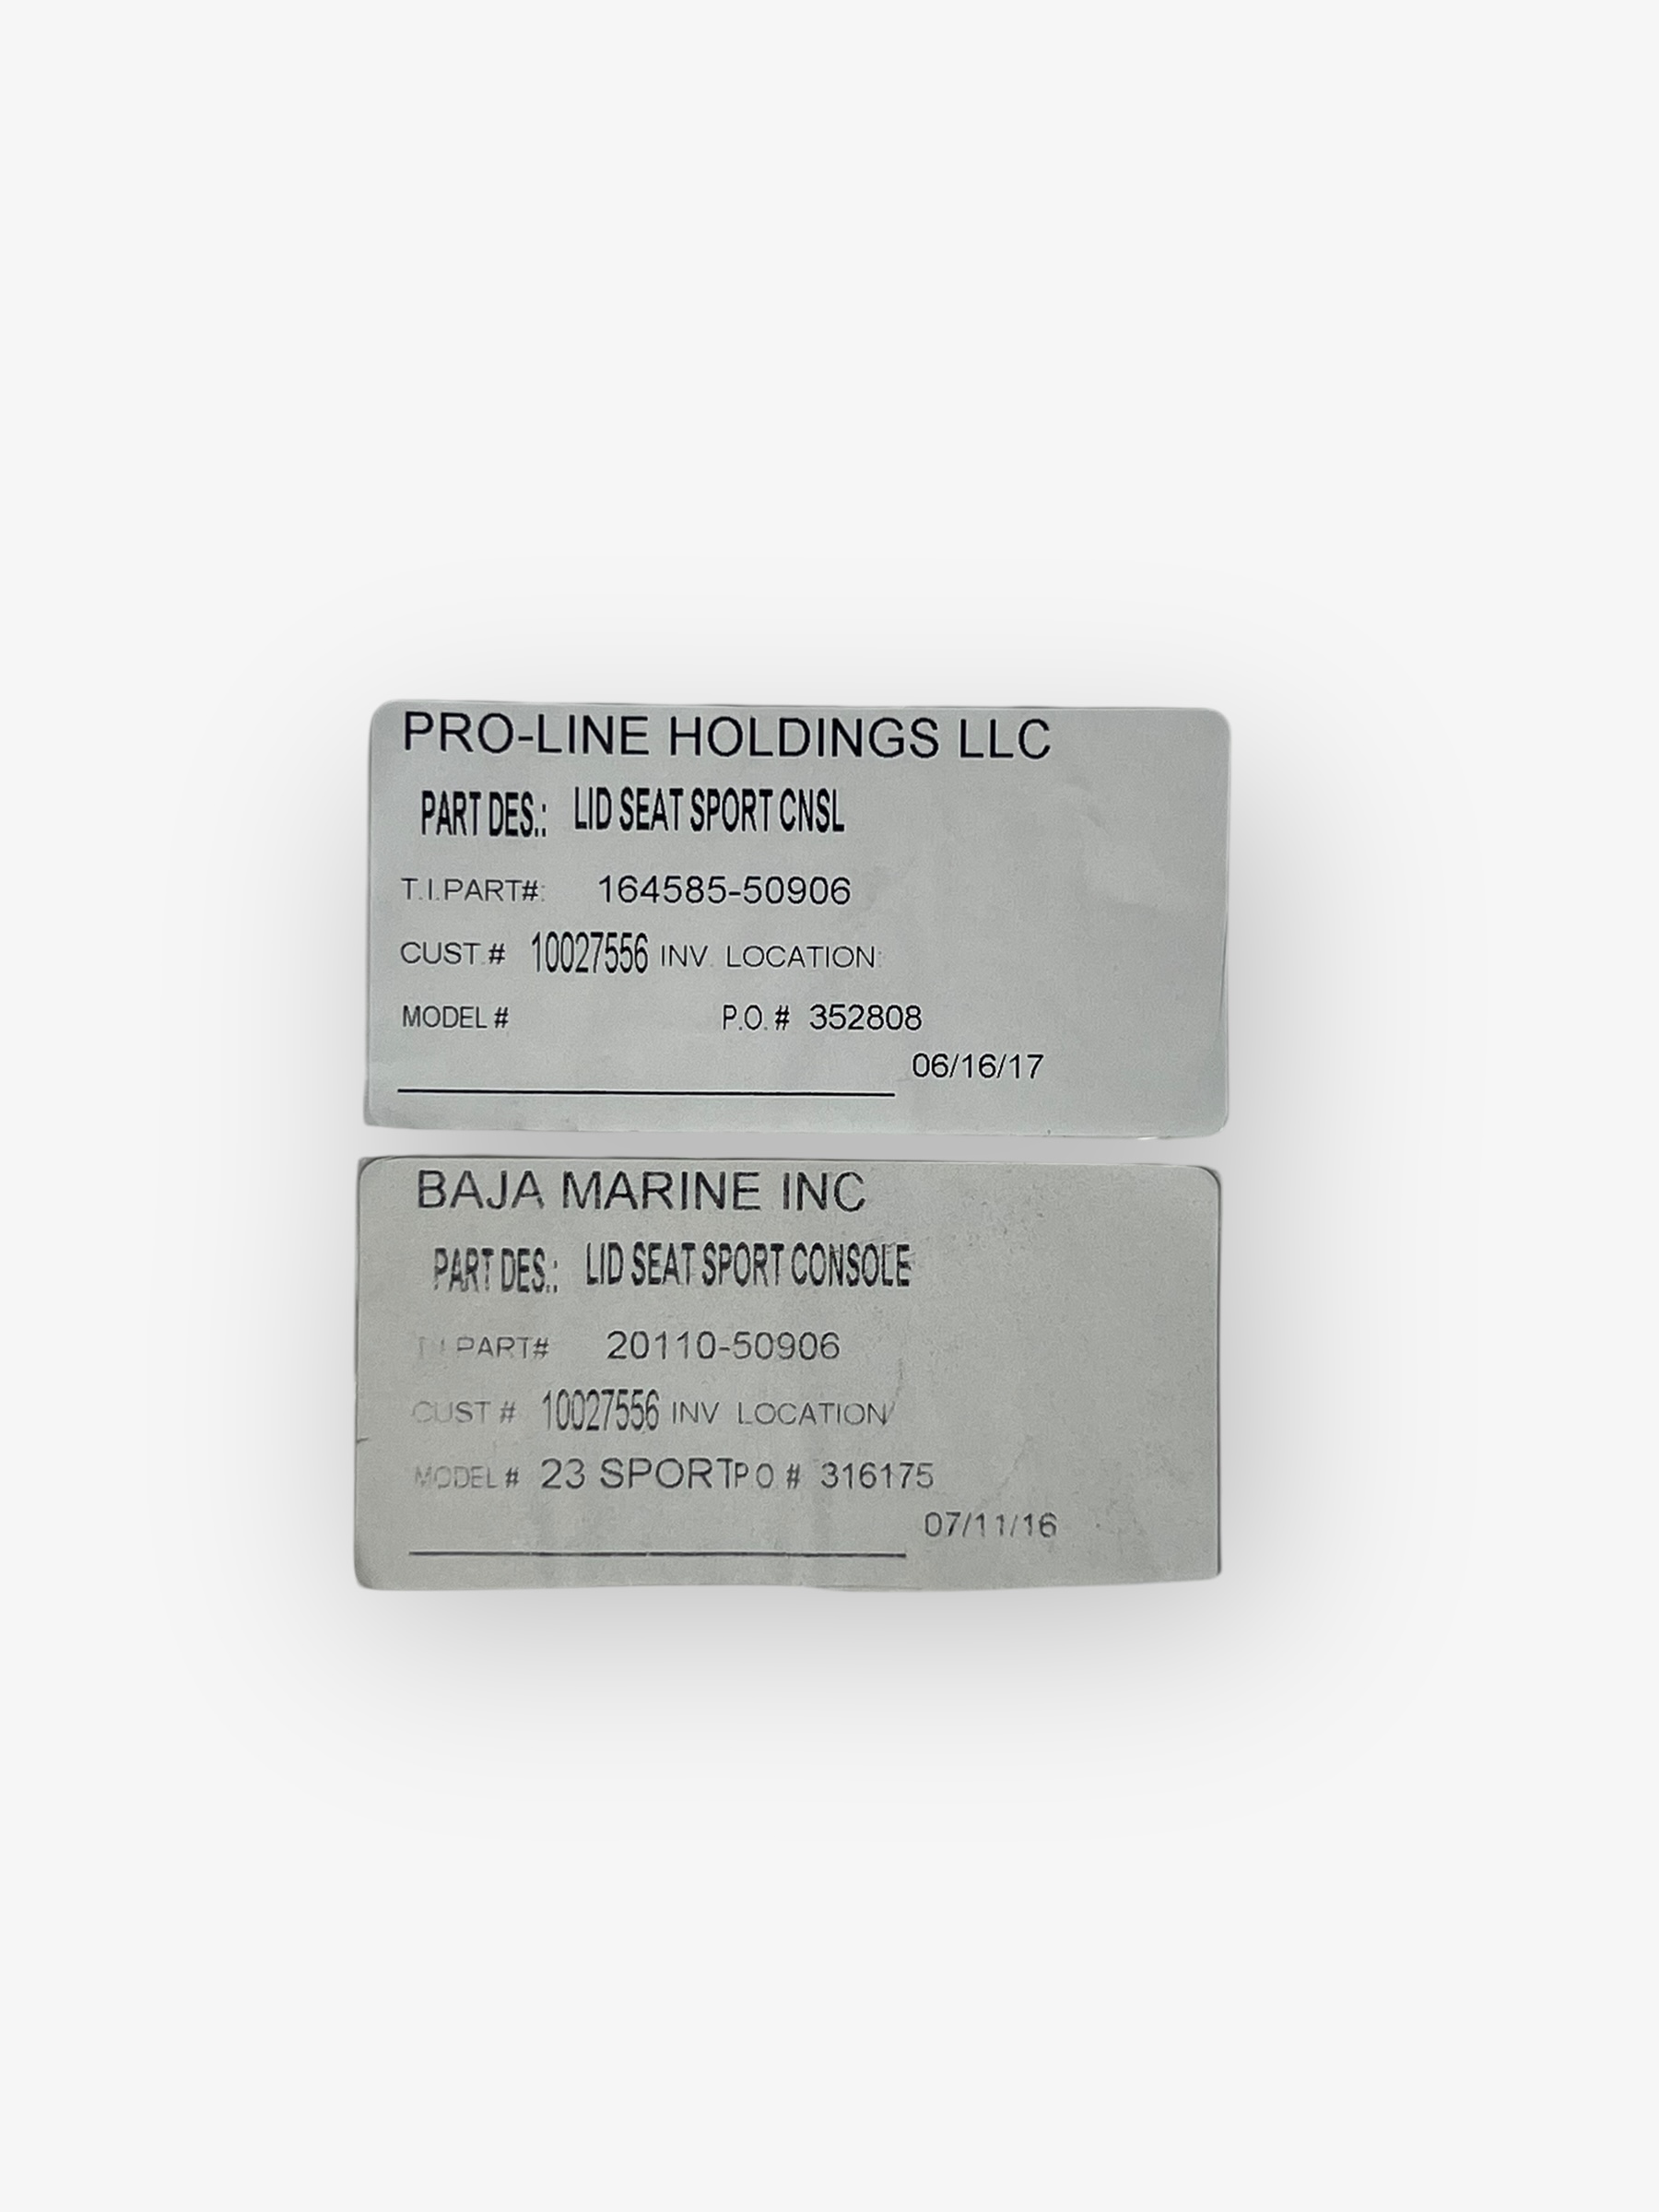 PRO-LINE HOLDINGS LLC
PART DES.: LID SEAT SPORT CNSL
T.I.PART#: 164585-50906
CUST.# 10027556 INV. LOCATION:
MODEL # P.O. # 352808
06/16/17
BAJA MARINE INC
PART DES.: LID SEAT SPORT CONSOLE
T.I.PART# 20110-50906
CUST # 10027556 INV LOCATION
MODEL # 23 SPORT P.O # 316175
07/11/16